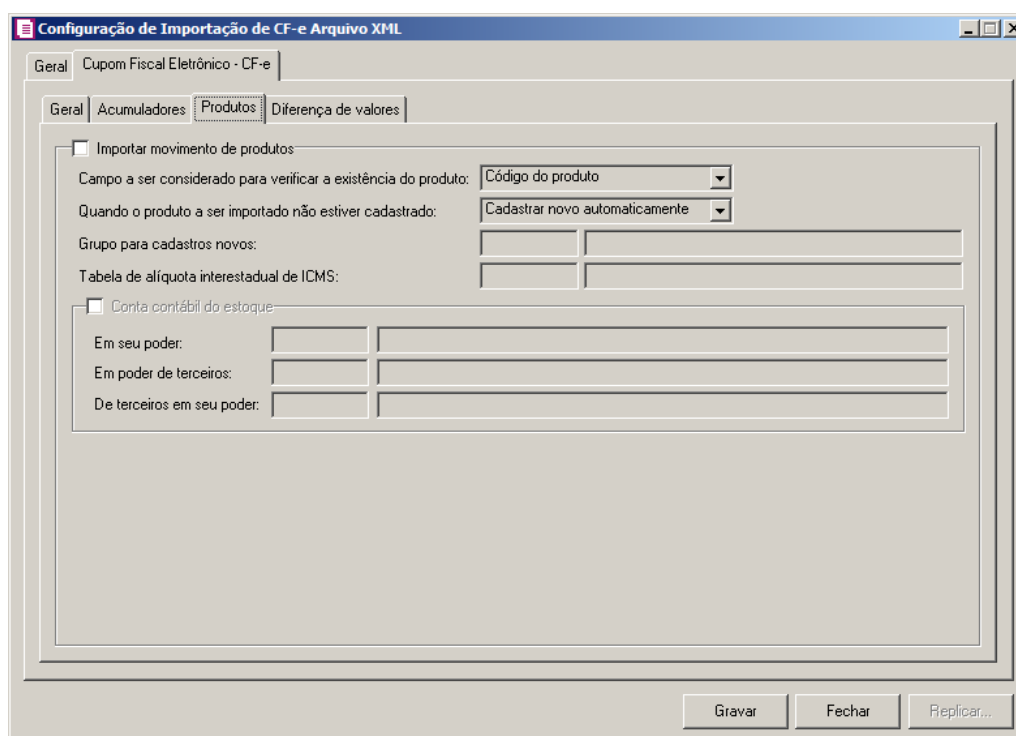 Configuração de Importação de CF-e Arquivo XML
Geral Cupom Fiscal Eletrônico - CF-e
Geral Acumuladores Produtos Diferença de valores
Importar movimento de produtos
Campo a ser considerado para verificar a existência do produto: Código do produto
Quando o produto a ser importado não estiver cadastrado: Cadastrar novo automaticamente
Grupo para cadastros novos:
Tabela de alíquota interestadual de ICMS:
Conta contábil do estoque
Em seu poder:
Em poder de terceiros:
De terceiros em seu poder:
Gravar Fechar Replicar...